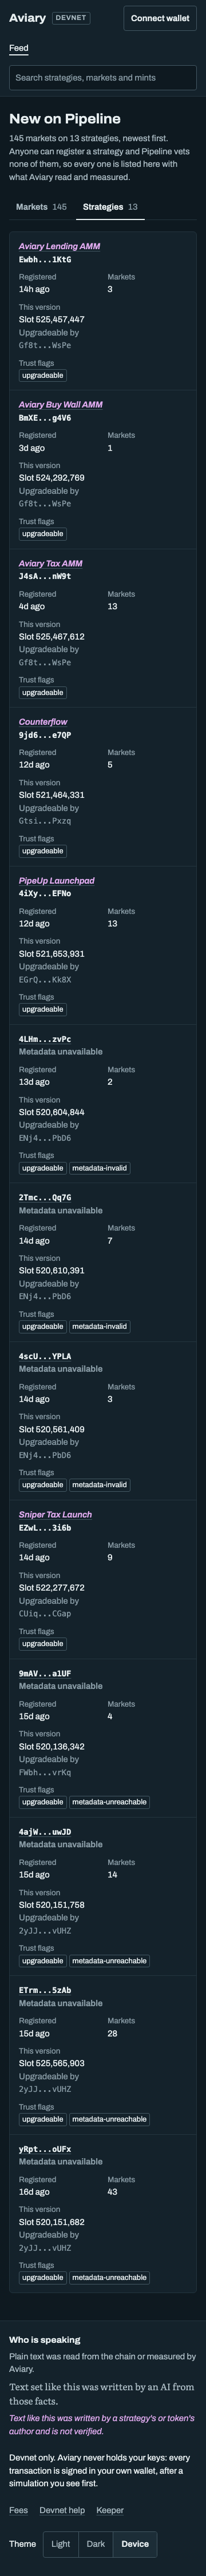 Aviary DEVNET Connect wallet
Feed
Search strategies, markets and mints
New on Pipeline
145 markets on 13 strategies, newest first.
Anyone can register a strategy and Pipeline vets
none of them, so every one is listed here with
what Aviary read and measured.
Markets 145 Strategies 13
Aviary Lending AMM
Ewbh...1KtG
Registered Markets
14h ago 3
This version
Slot 525,457,447
Upgradeable by
Gf8t...WsPe
Trust flags
upgradeable
Aviary Buy Wall AMM
BmXE...g4V6
Registered Markets
3d ago 1
This version
Slot 524,292,769
Upgradeable by
Gf8t...WsPe
Trust flags
upgradeable
Aviary Tax AMM
J4sA...nW9t
Registered Markets
4d ago 13
This version
Slot 525,467,612
Upgradeable by
Gf8t...WsPe
Trust flags
upgradeable
Counterflow
9jd6...e7QP
Registered Markets
12d ago 5
This version
Slot 521,464,331
Upgradeable by
Gtsi...Pxzq
Trust flags
upgradeable
PipeUp Launchpad
4iXy...EFNo
Registered Markets
12d ago 13
This version
Slot 521,653,931
Upgradeable by
EGrQ...Kk8X
Trust flags
upgradeable
4LHm...zvPc
Metadata unavailable
Registered Markets
13d ago 2
This version
Slot 520,604,844
Upgradeable by
ENj4...PbD6
Trust flags
upgradeable metadata-invalid
2Tmc...Qq7G
Metadata unavailable
Registered Markets
14d ago 7
This version
Slot 520,610,391
Upgradeable by
ENj4...PbD6
Trust flags
upgradeable metadata-invalid
4scU...YPLA
Metadata unavailable
Registered Markets
14d ago 3
This version
Slot 520,561,409
Upgradeable by
ENj4...PbD6
Trust flags
upgradeable metadata-invalid
Sniper Tax Launch
EZwL...3i6b
Registered Markets
14d ago 9
This version
Slot 522,277,672
Upgradeable by
CUiq...CGap
Trust flags
upgradeable
9mAV...a1UF
Metadata unavailable
Registered Markets
15d ago 4
This version
Slot 520,136,342
Upgradeable by
FWbh...vrKq
Trust flags
upgradeable metadata-unreachable
4ajW...uwJD
Metadata unavailable
Registered Markets
15d ago 14
This version
Slot 520,151,758
Upgradeable by
2yJJ...vUHZ
Trust flags
upgradeable metadata-unreachable
ETrm...5zAb
Metadata unavailable
Registered Markets
15d ago 28
This version
Slot 525,565,903
Upgradeable by
2yJJ...vUHZ
Trust flags
upgradeable metadata-unreachable
yRpt...oUFx
Metadata unavailable
Registered Markets
16d ago 43
This version
Slot 520,151,682
Upgradeable by
2yJJ...vUHZ
Trust flags
upgradeable metadata-unreachable
Who is speaking
Plain text was read from the chain or measured by
Aviary.
Text set like this was written by an AI from
those facts.
Text like this was written by a strategy's or token's
author and is not verified.
Devnet only. Aviary never holds your keys: every
transaction is signed in your own wallet, after a
simulation you see first.
Fees Devnet help Keeper
Theme Light Dark Device